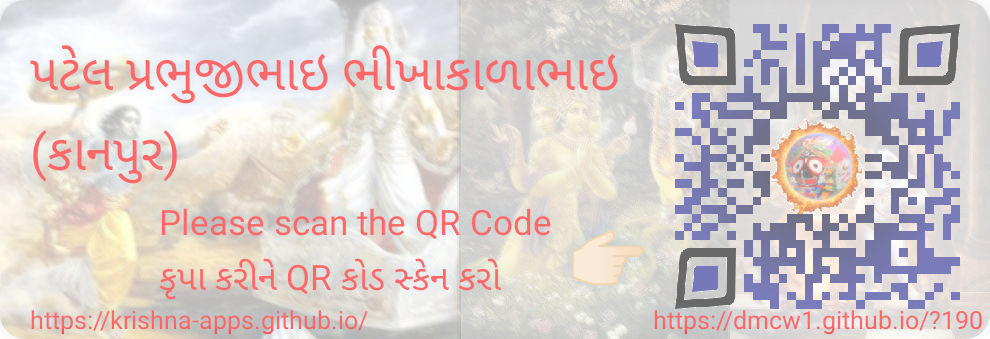 પટેલ પ્રભુજીભાઇ ભીખાકાળાભાઇ
(કાનપુર)
Please scan the QR Code
કૃપા કરીને QR કોડ સ્કેન કરો
https://krishna-apps.github.io/
https://dmcw1.github.io/?190